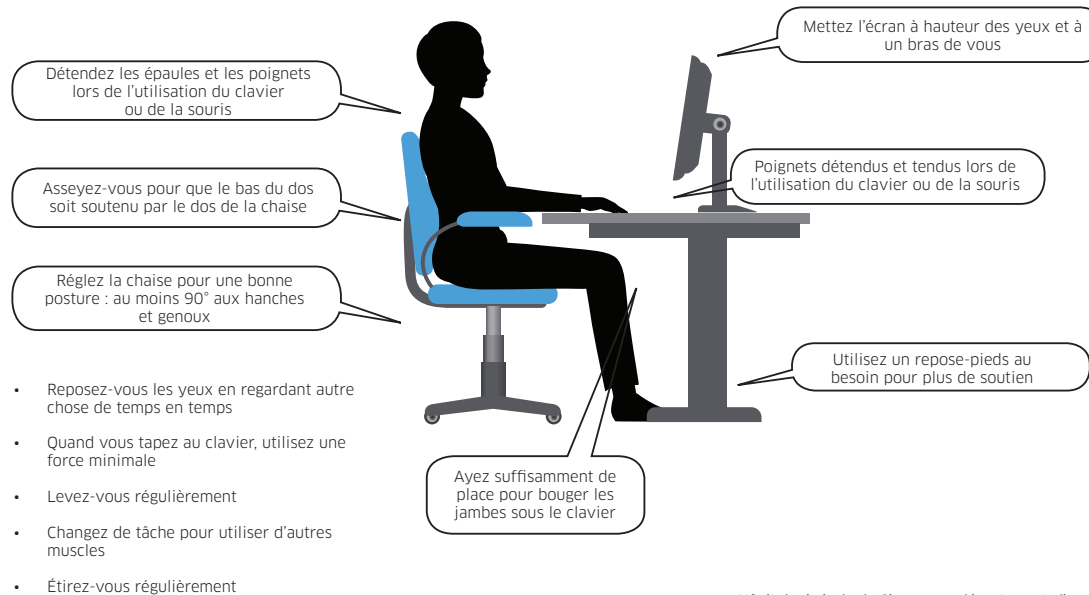 Mettez l'écran à hauteur des yeux et à
un bras de vous
Détendez les épaules et les poignets
lors de l'utilisation du clavier
ou de la souris
Poignets détendus et tendus lors de
l'utilisation du clavier ou de la souris
Asseyez-vous pour que le bas du dos
soit soutenu par le dos de la chaise
Réglez la chaise pour une bonne
posture : au moins 90° aux hanches
et genoux
Utilisez un repose-pieds au
besoin pour plus de soutien
Ayez suffisamment de
place pour bouger les
jambes sous le clavier
• Reposez-vous les yeux en regardant autre
chose de temps en temps
• Quand vous tapez au clavier, utilisez une
force minimale
• Levez-vous régulièrement
• Changez de tâche pour utiliser d'autres
muscles
• Étirez-vous régulièrement